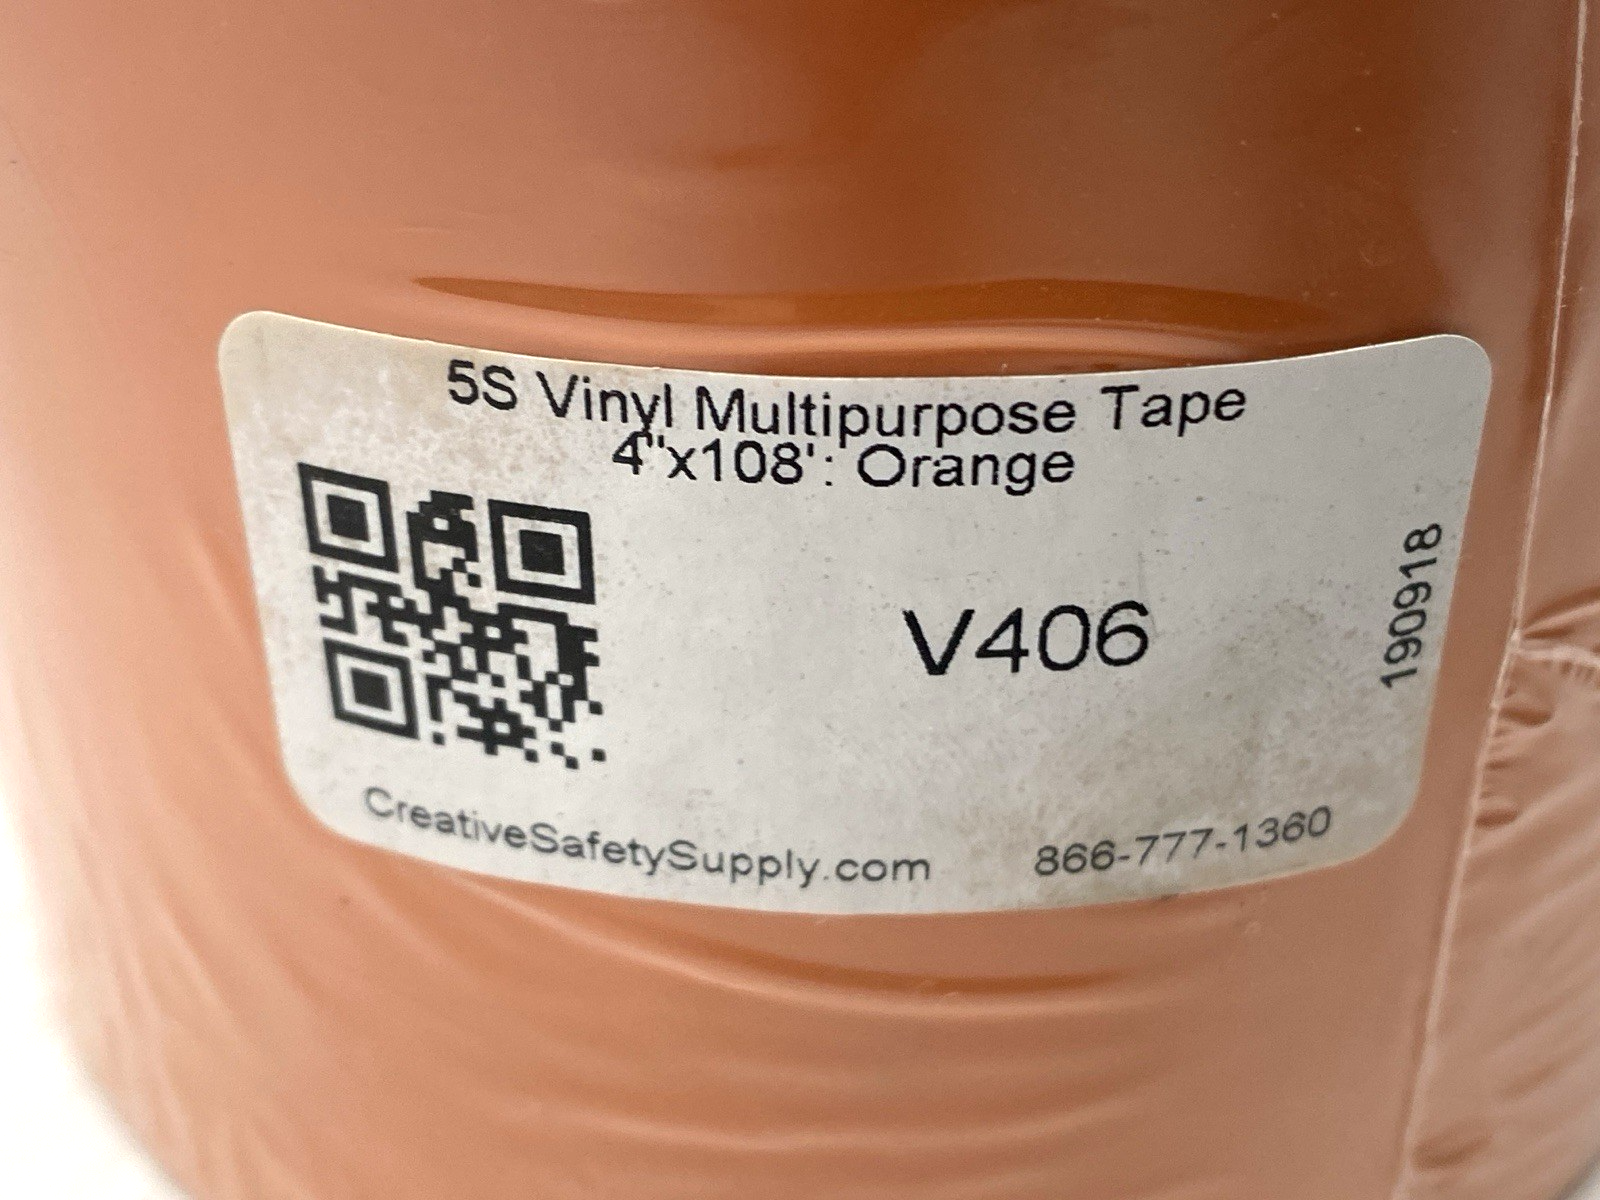 5S Vinyl Multipurpose Tape
4"x108': Orange
V406
190918
CreativeSafetySupply.com
866-777-1360